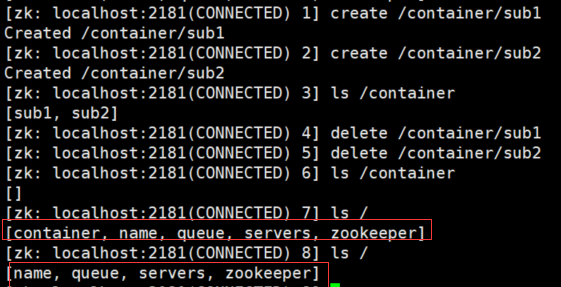 [zk: localhost:2181(CONNECTED) 1] create /container/sub1
Created /container/sub1
[zk: localhost:2181(CONNECTED) 2] create /container/sub2
Created /container/sub2
[zk: localhost:2181(CONNECTED) 3] ls /container
[sub1, sub2]
[zk: localhost:2181(CONNECTED) 4] delete /container/sub1
[zk: localhost:2181(CONNECTED) 5] delete /container/sub2
[zk: localhost:2181(CONNECTED) 6] ls /container
[]
[zk: localhost:2181(CONNECTED) 7] ls /
[container, name, queue, servers, zookeeper]
[zk: localhost:2181(CONNECTED) 8] ls /
[name, queue, servers, zookeeper]